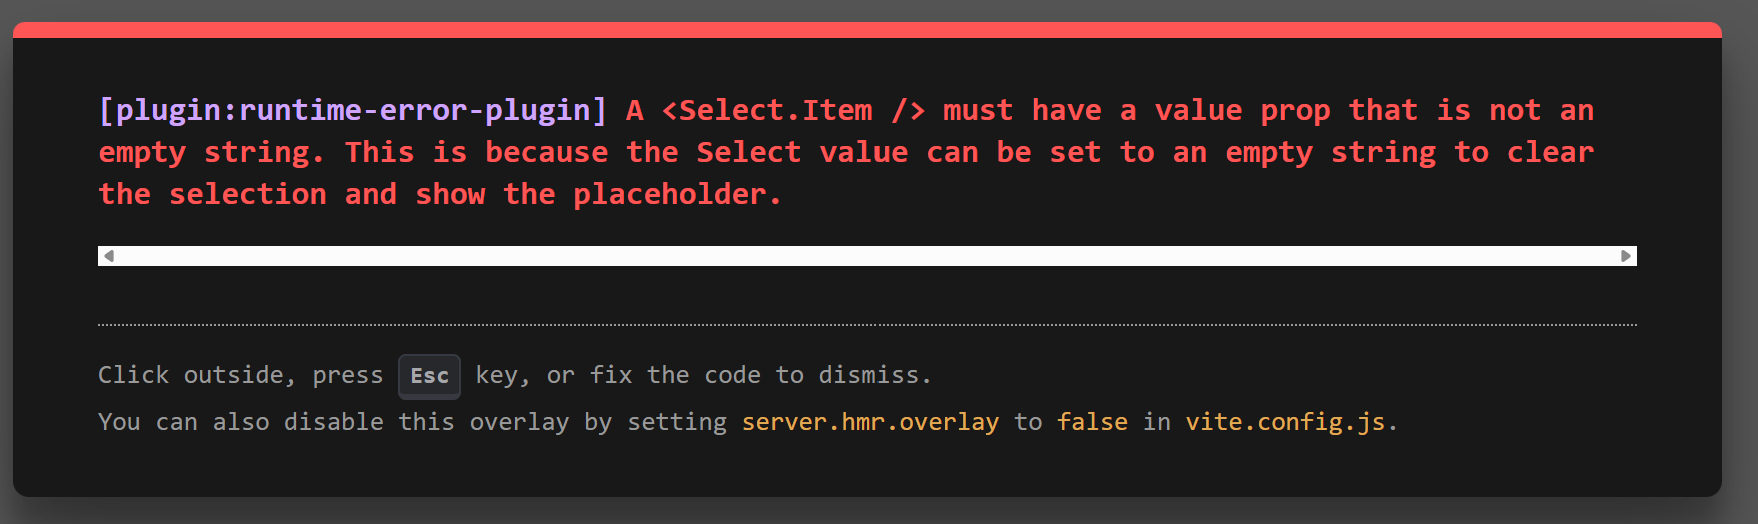 [plugin:runtime-error-plugin] A <Select.Item /> must have a value prop that is not an
empty string. This is because the Select value can be set to an empty string to clear
the selection and show the placeholder.
Click outside, press Esc key, or fix the code to dismiss.
You can also disable this overlay by setting server.hmr.overlay to false in vite.config.js.